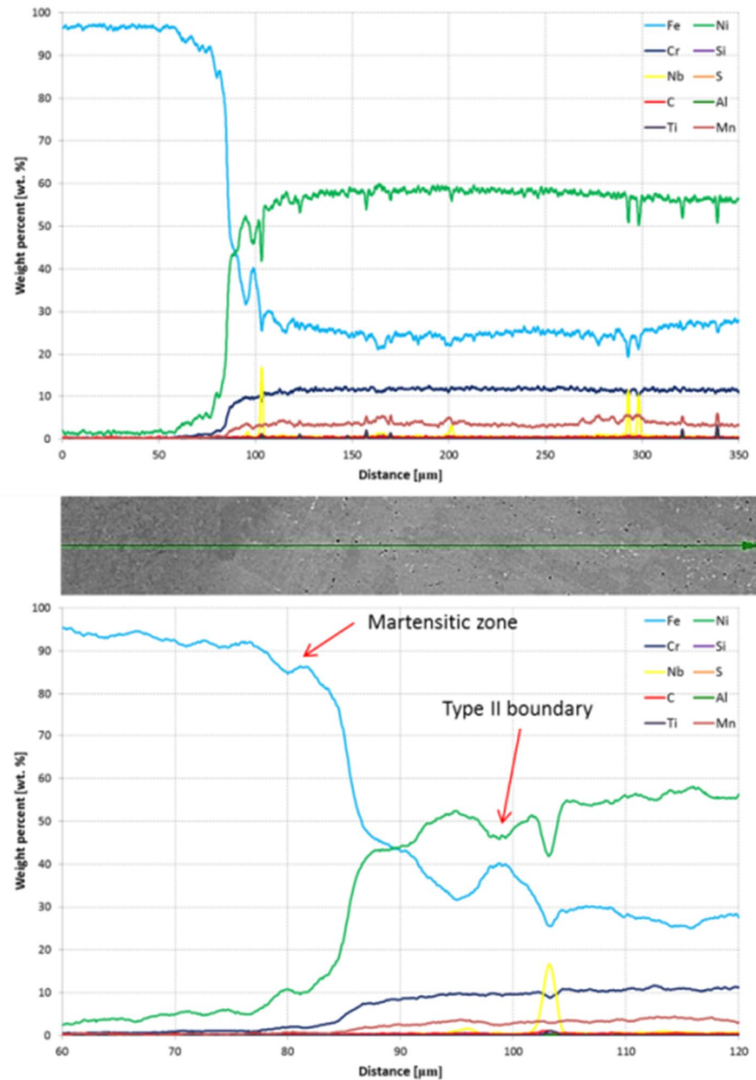 100
90
80
70
60
50
40
30
20
10
0
Weight percent [wt. %]
Fe Ni
Cr Si
Nb S
C Al
Ti Mn
0 50 100 150 200 250 300 350
Distance [µm]
100
90
80
70
60
50
40
30
20
10
0
Weight percent [wt. %]
Martensitic zone
Type II boundary
Fe Ni
Cr Si
Nb S
C Al
Ti Mn
60 70 80 90 100 110 120
Distance [µm]